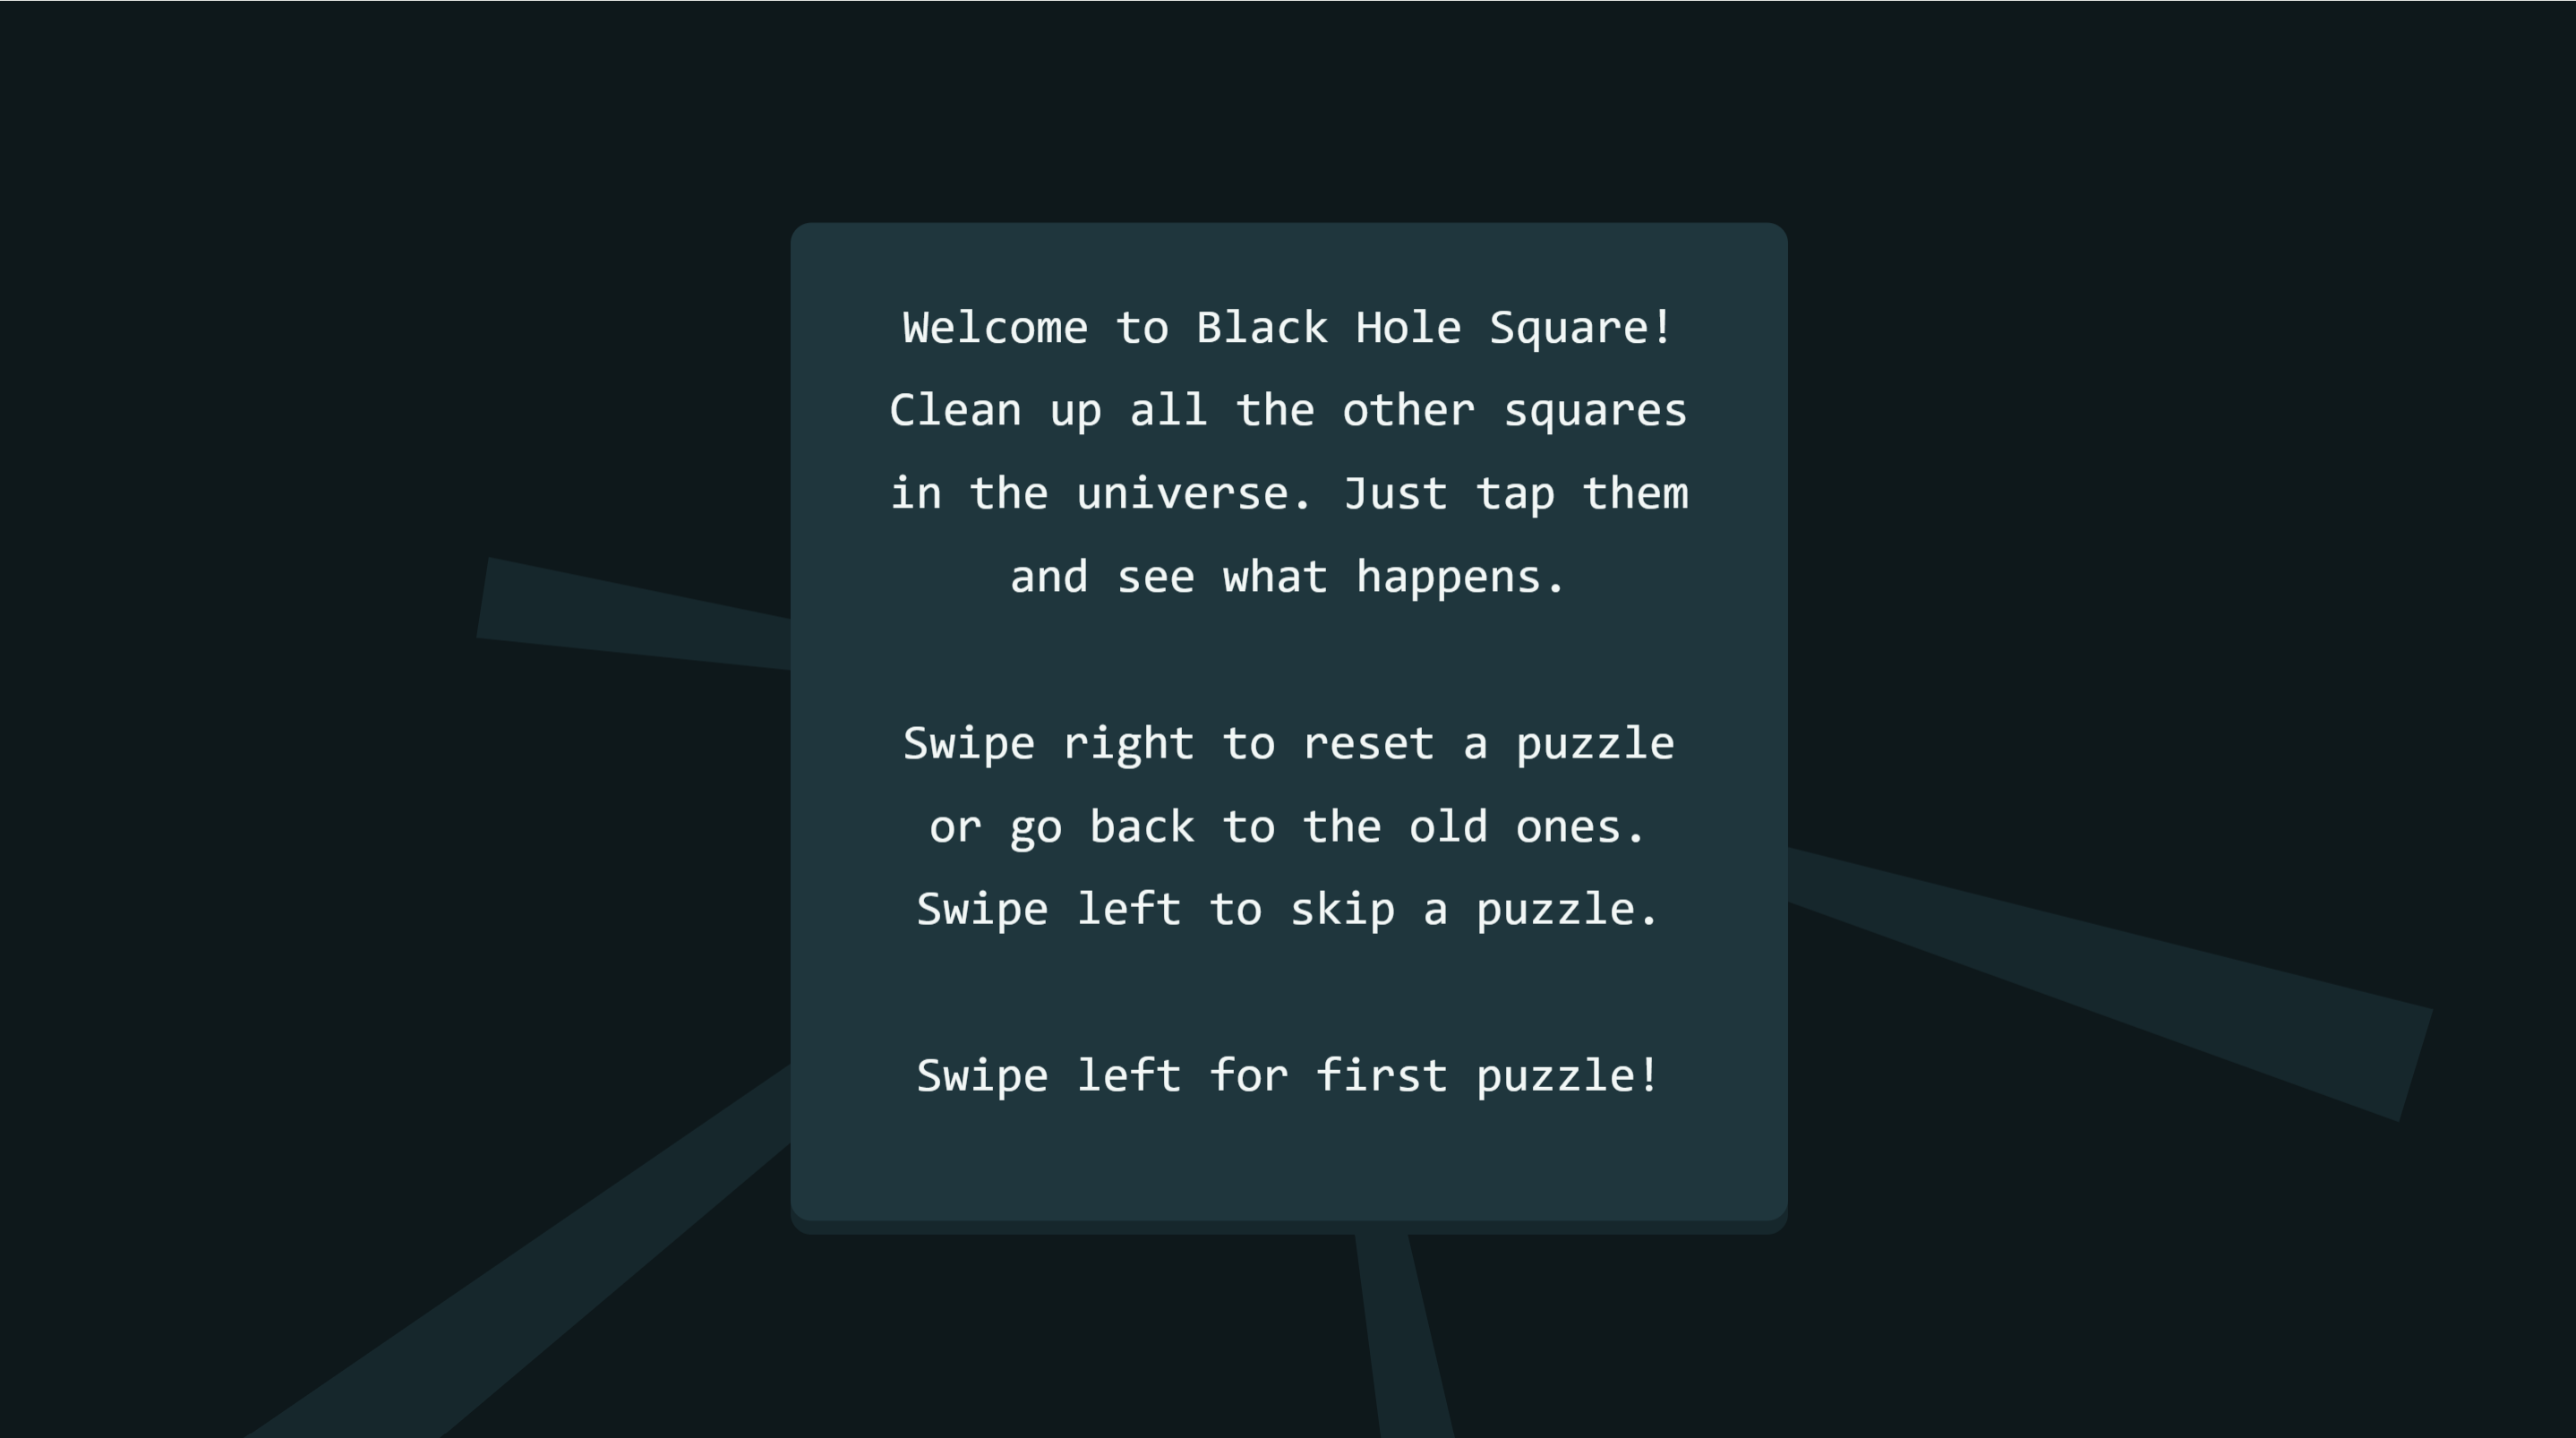 Welcome to Black Hole Square!
Clean up all the other squares
in the universe. Just tap them
and see what happens.
Swipe right to reset a puzzle
or go back to the old ones.
Swipe left to skip a puzzle.
Swipe left for first puzzle!